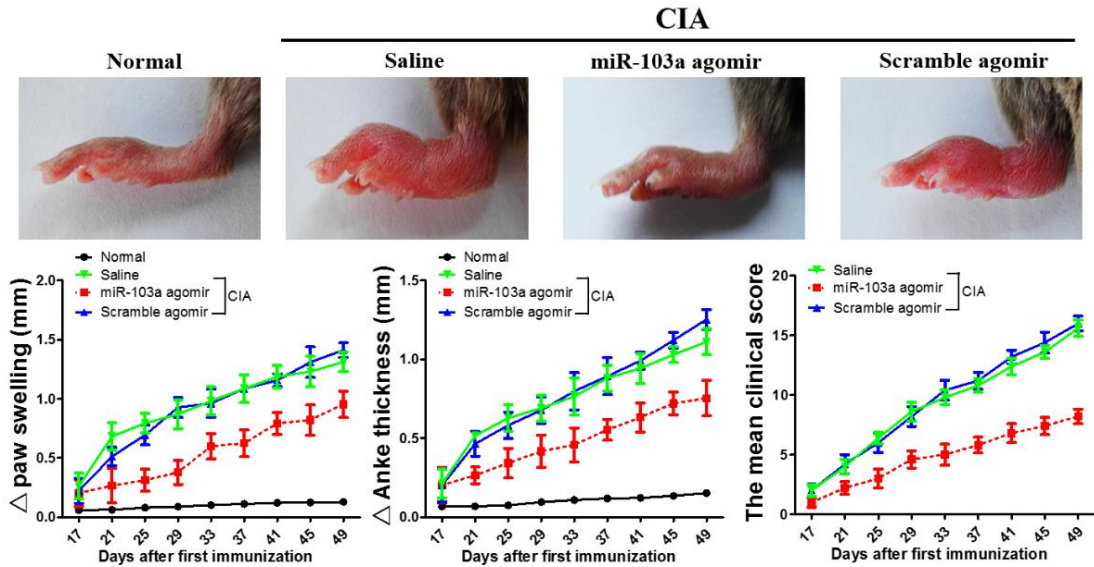 CIA
Normal
Saline
miR-103a agomir
Scramble agomir
Normal
Saline
miR-103a agomir
Scramble agomir
CIA
△ paw swelling (mm)
2.0
1.5
1.0
0.5
0.0
17 21 25 29 33 37 41 45 49
Days after first immunization
Normal
Saline
miR-103a agomir
Scramble agomir
CIA
△ Anke thickness (mm)
1.5
1.0
0.5
0.0
17 21 25 29 33 37 41 45 49
Days after first immunization
Saline
miR-103a agomir
Scramble agomir
CIA
The mean clinical score
20
15
10
5
0
17 21 25 29 33 37 41 45 49
Days after first immunization